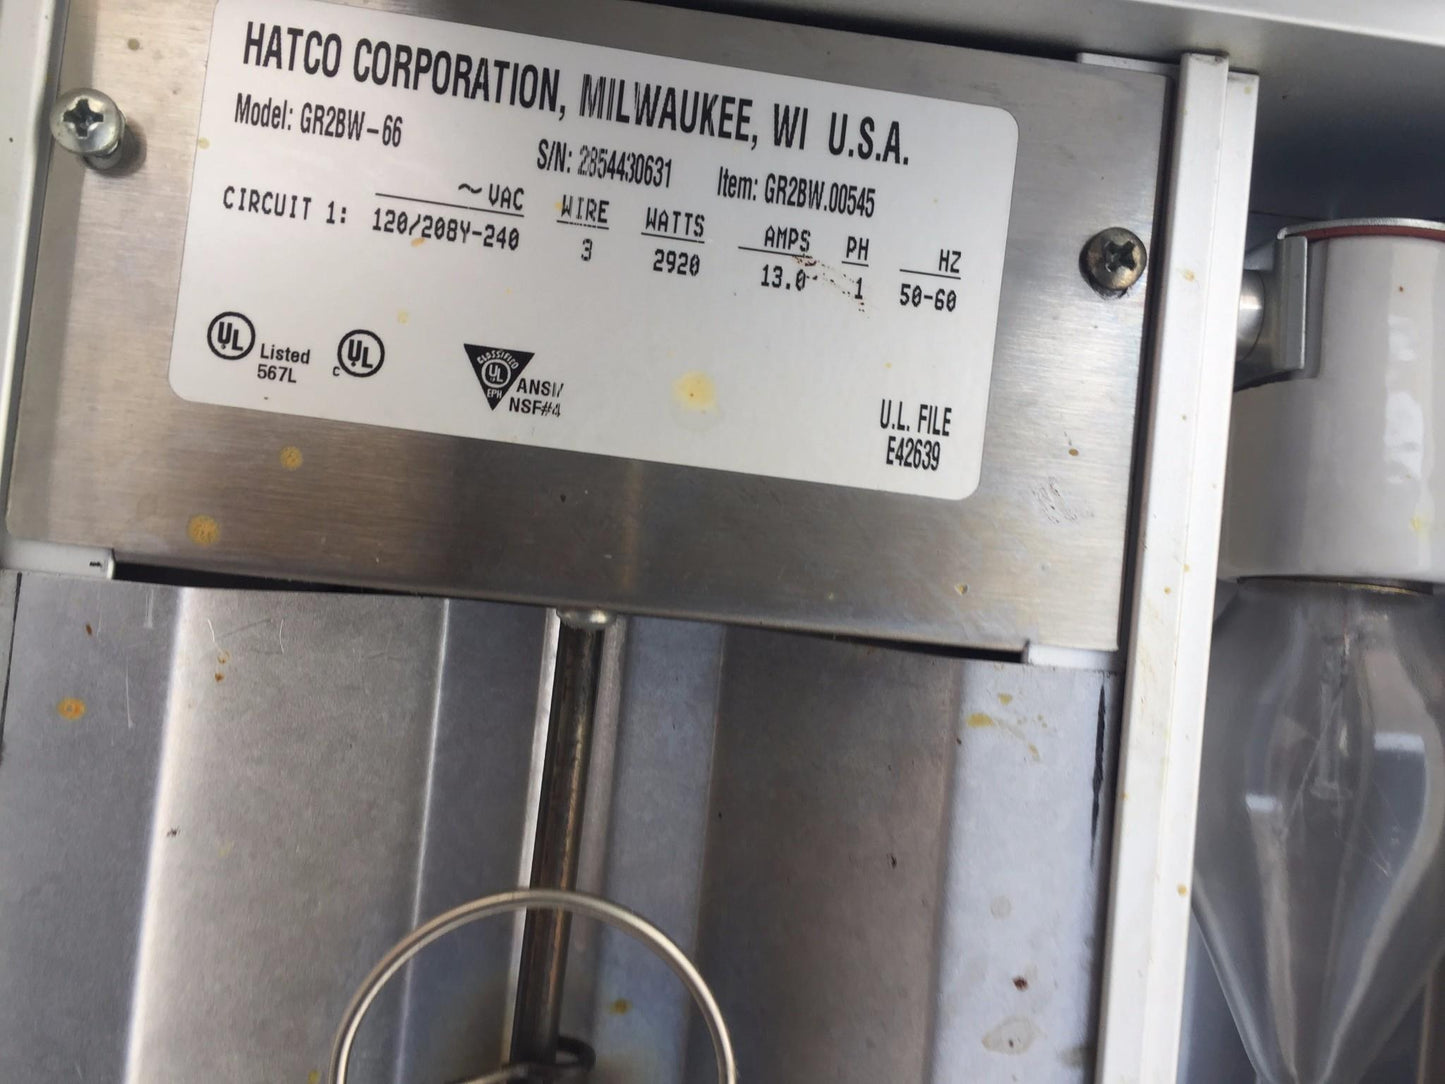 HATCO CORPORATION, MILWAUKEE, WI U.S.A.
Model: GR2BW-66
S/N: 2854430631 Item: GR2BW.00545
~VAC WIRE WATTS AMPS PH HZ
CIRCUIT 1: 120/208Y-240 3 2920 13.0 1 50-60
UL Listed 567L
c UL
CLASSIFIED UL EPH
ANSI/
NSF#4
U.L. FILE
E42639